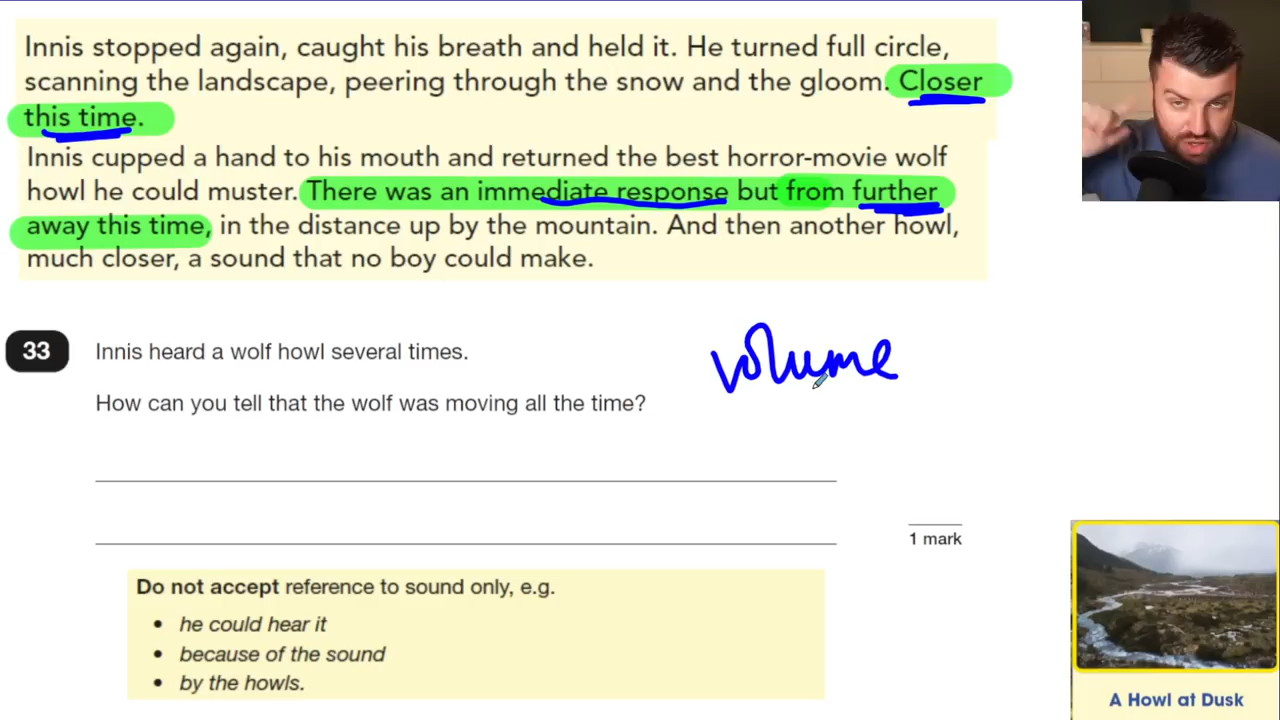 Innis stopped again, caught his breath and held it. He turned full circle,
scanning the landscape, peering through the snow and the gloom. Closer
this time.
Innis cupped a hand to his mouth and returned the best horror-movie wolf
howl he could muster. There was an immediate response but from further
away this time, in the distance up by the mountain. And then another howl,
much closer, a sound that no boy could make.
33 Innis heard a wolf howl several times.
volume
How can you tell that the wolf was moving all the time?
1 mark
Do not accept reference to sound only, e.g.
• he could hear it
• because of the sound
• by the howls.
A Howl at Dusk